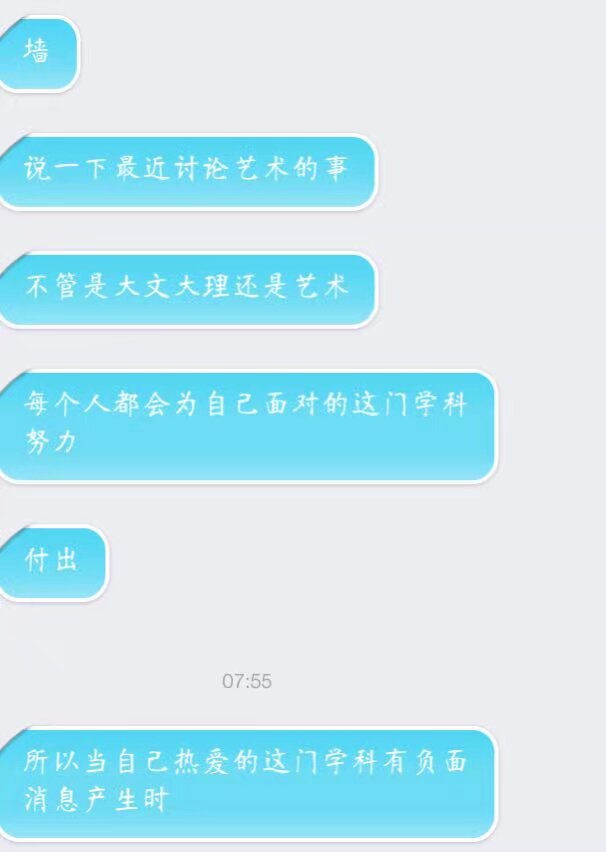 墙
说一下最近讨论艺术的事
不管是大文大理还是艺术
每个人都会为自己面对的这门学科
努力
付出
07:55
所以当自己热爱的这门学科有负面
消息产生时